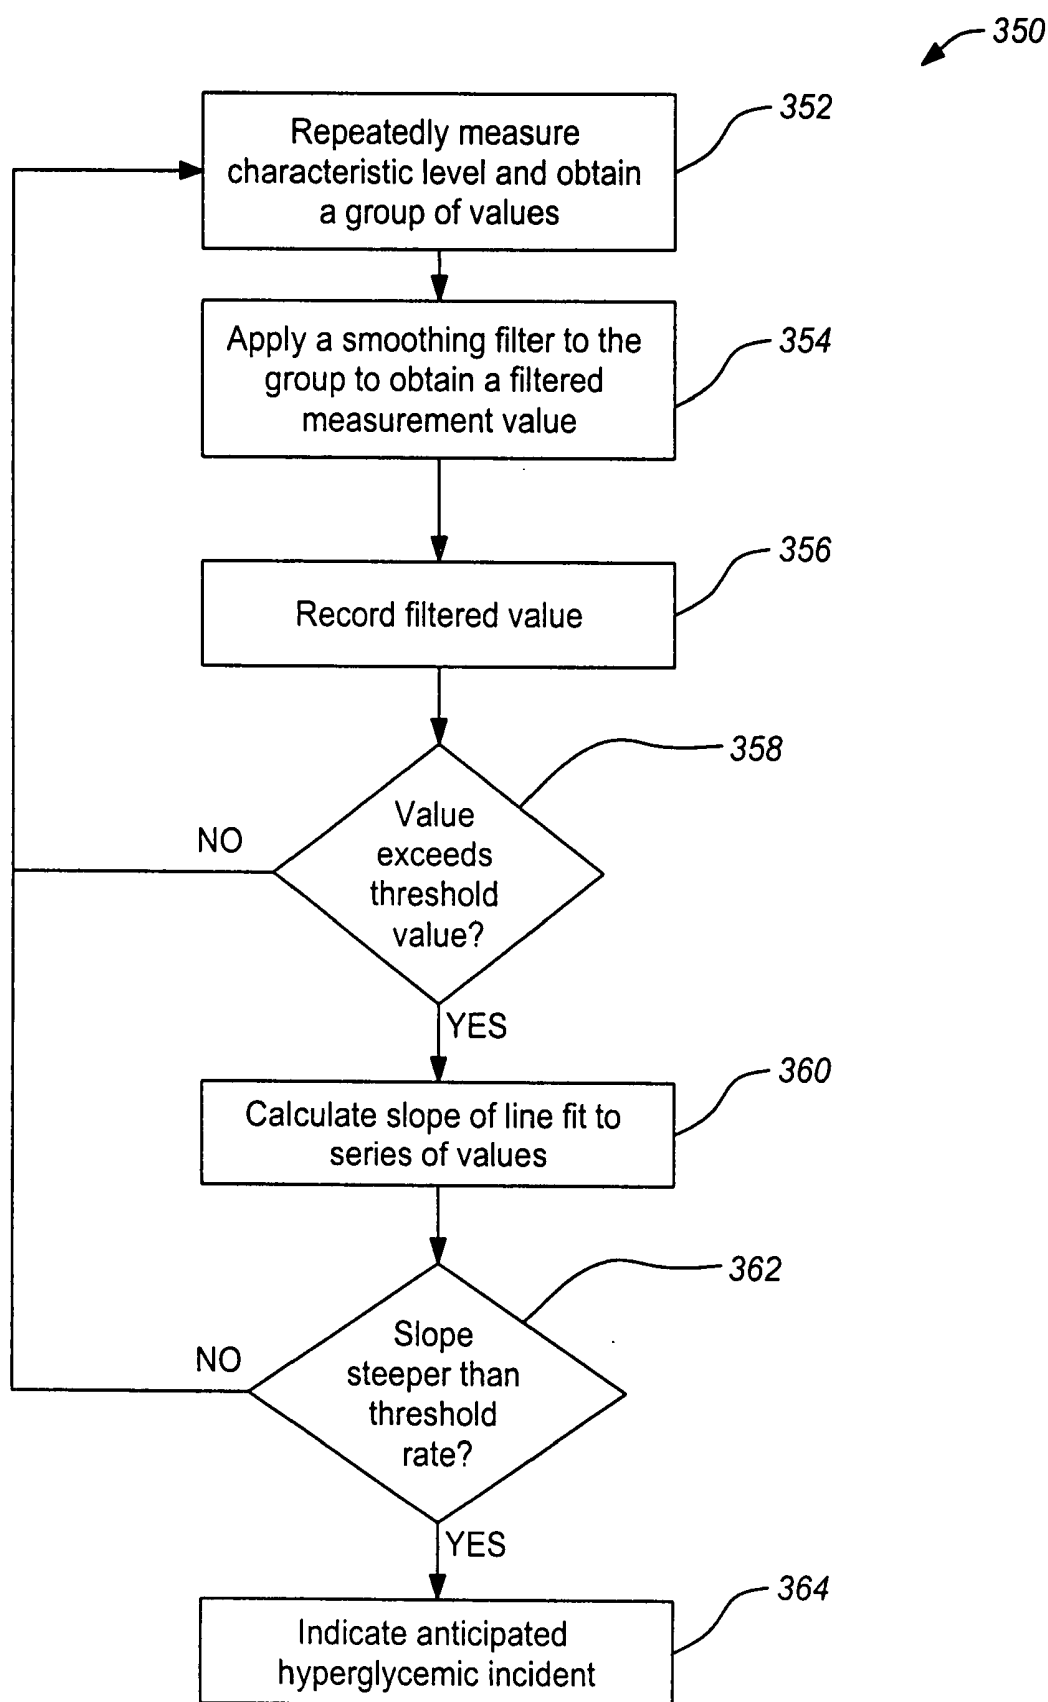 350
352
Repeatedly measure
characteristic level and obtain
a group of values
354
Apply a smoothing filter to the
group to obtain a filtered
measurement value
356
Record filtered value
358
Value
exceeds
threshold
value?
NO
YES
360
Calculate slope of line fit to
series of values
362
Slope
steeper than
threshold
rate?
NO
YES
364
Indicate anticipated
hyperglycemic incident